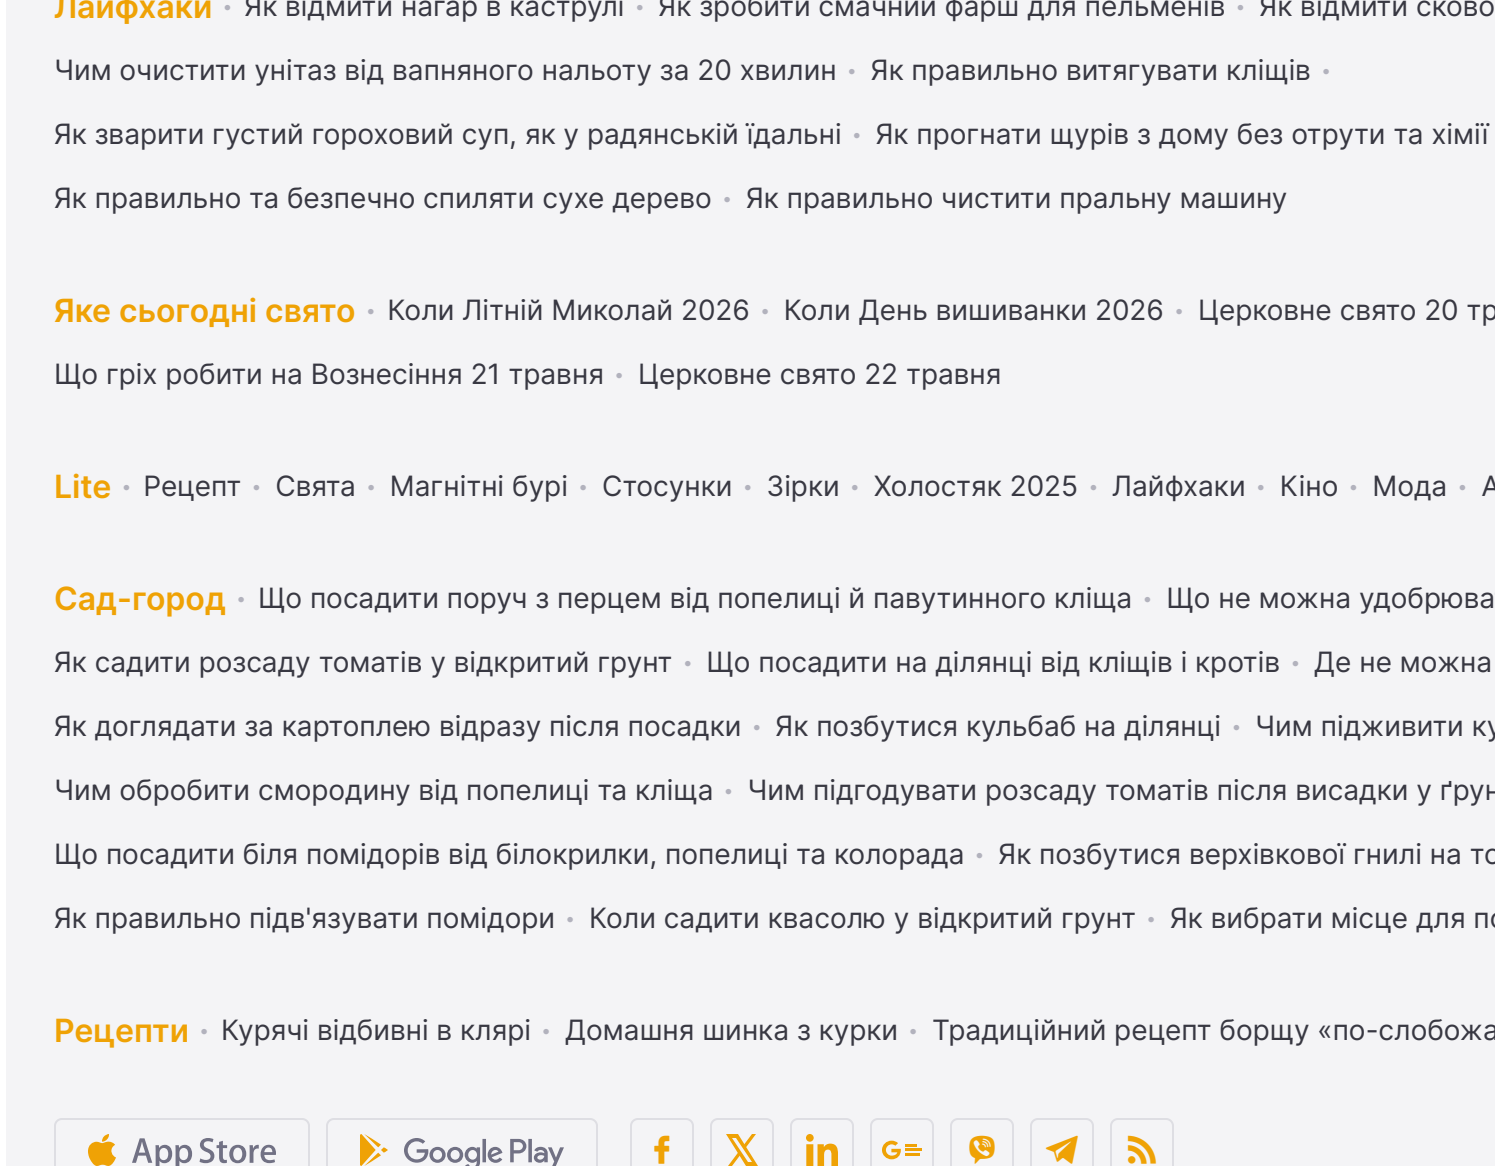 Лайфхаки • Як відмити нагар в каструлі • Як зробити смачний фарш для пельменів • Як відмити
Чим очистити унітаз від вапняного нальоту за 20 хвилин • Як правильно витягувати кліщів •
Як зварити густий гороховий суп, як у радянській їдальні • Як прогнати щурів з дому без отрути та хімії
Як правильно та безпечно спиляти сухе дерево • Як правильно чистити пральну машину
Яке сьогодні свято • Коли Літній Миколай 2026 • Коли День вишиванки 2026 • Церковне свято 20
Що гріх робити на Вознесіння 21 травня • Церковне свято 22 травня
Lite • Рецепт • Свята • Магнітні бурі • Стосунки • Зірки • Холостяк 2025 • Лайфхаки • Кіно • Мода •
Сад-город • Що посадити поруч з перцем від попелиці й павутинного кліща • Що не можна
Як садити розсаду томатів у відкритий грунт • Що посадити на ділянці від кліщів і кротів • Де не можна
Як доглядати за картоплею відразу після посадки • Як позбутися кульбаб на ділянці • Чим підживити
Чим обробити смородину від попелиці та кліща • Чим підгодувати розсаду томатів після висадки у
Що посадити біля помідорів від білокрилки, попелиці та колорада • Як позбутися верхівкової гнилі на
Як правильно підв'язувати помідори • Коли садити квасолю у відкритий грунт • Як вибрати місце для
Рецепти • Курячі відбивні в клярі • Домашня шинка з курки • Традиційний рецепт борщу
App Store Google Play